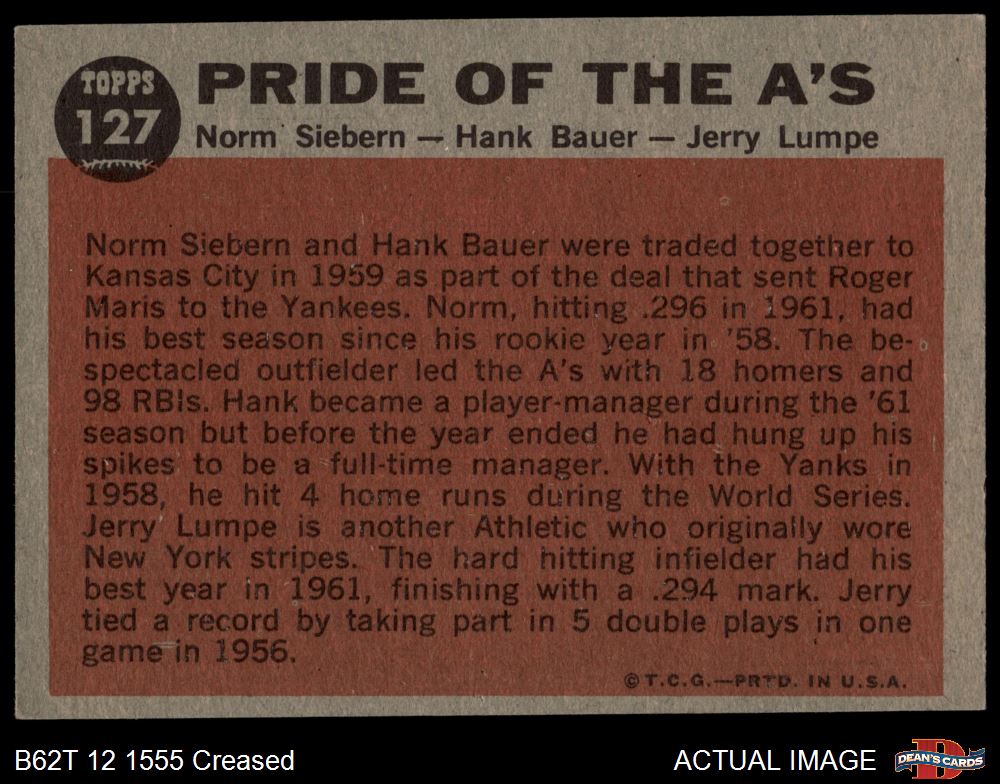 TOPPS
127
PRIDE OF THE A'S
Norm Siebern — Hank Bauer — Jerry Lumpe
Norm Siebern and Hank Bauer were traded together to
Kansas City in 1959 as part of the deal that sent Roger
Maris to the Yankees. Norm, hitting .296 in 1961, had
his best season since his rookie year in '58. The be-
spectacled outfielder led the A's with 18 homers and
98 RBIs. Hank became a player-manager during the '61
season but before the year ended he had hung up his
spikes to be a full-time manager. With the Yanks in
1958, he hit 4 home runs during the World Series.
Jerry Lumpe is another Athletic who originally wore
New York stripes. The hard hitting infielder had his
best year in 1961, finishing with a .294 mark. Jerry
tied a record by taking part in 5 double plays in one
game in 1956.
© T.C.G.—PRTD. IN U.S.A.
B62T 12 1555 Creased
ACTUAL IMAGE
D
DEAN'S CARDS